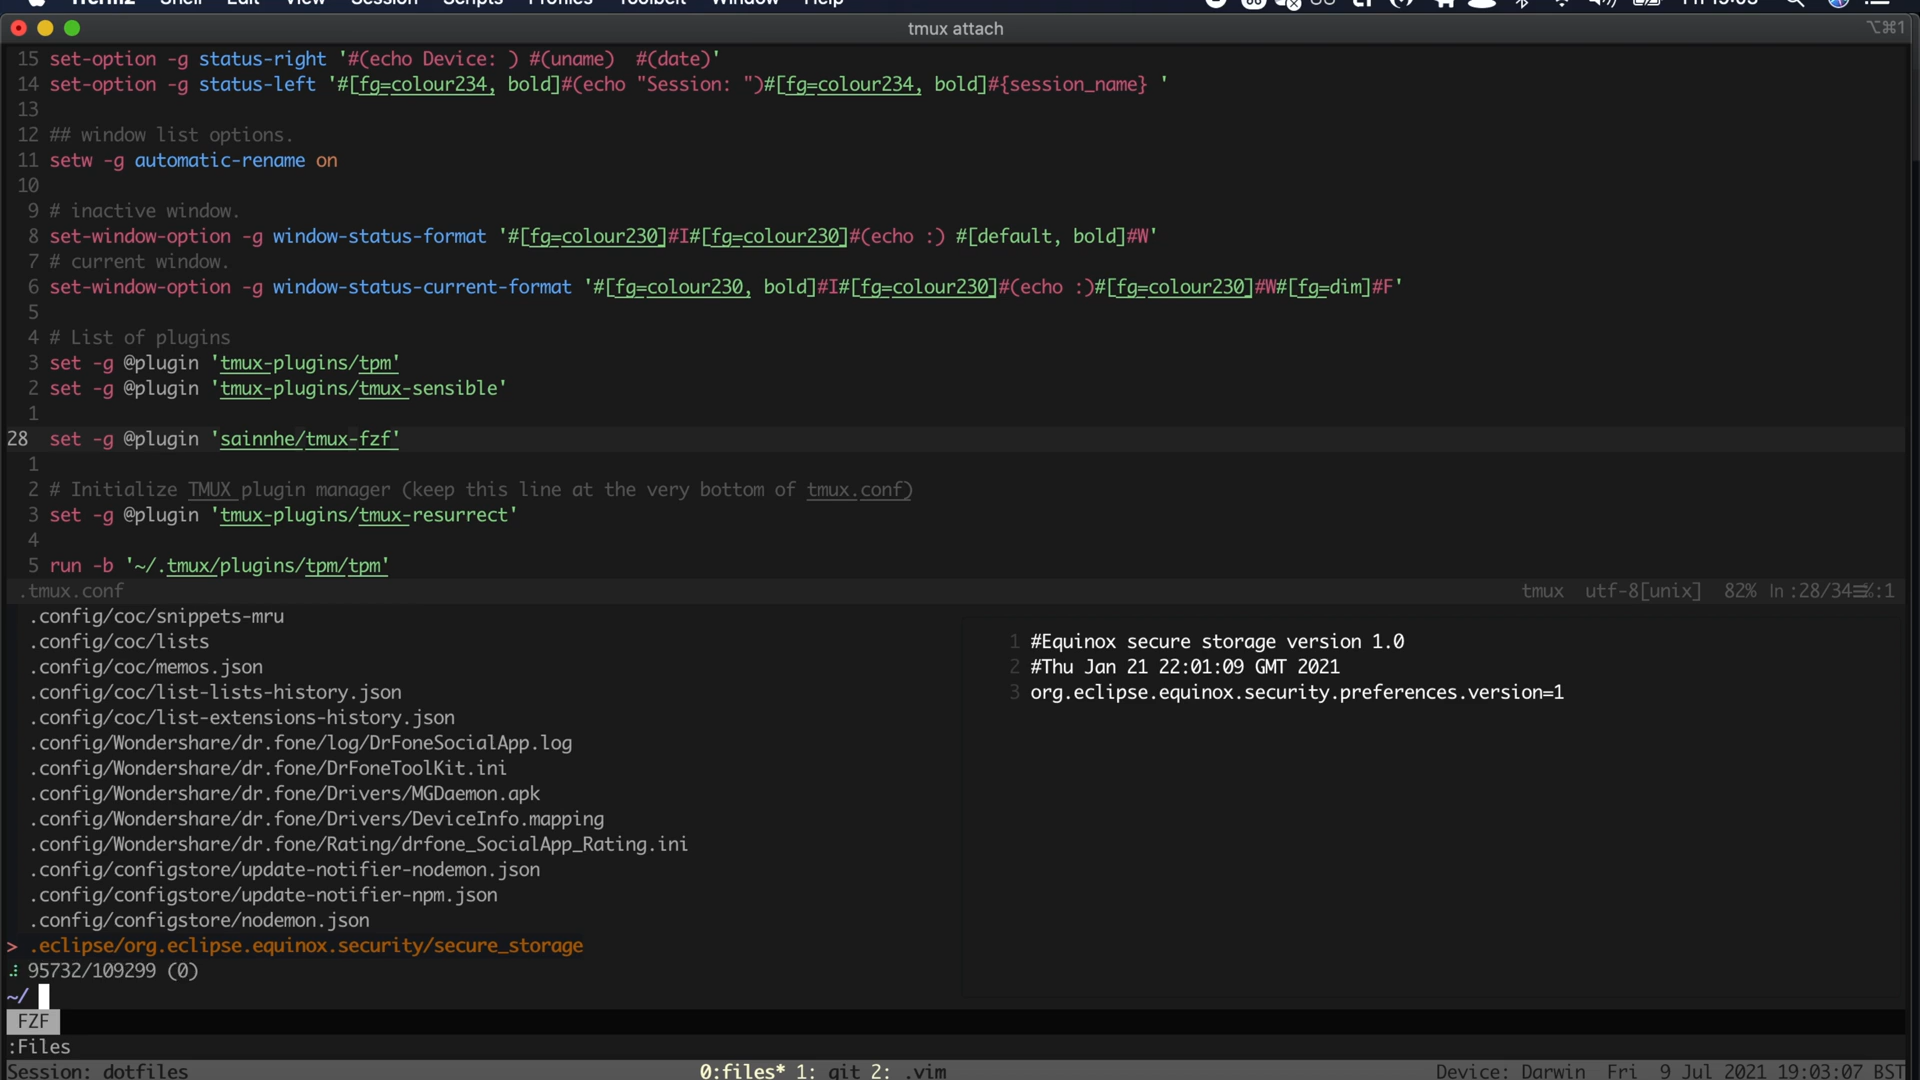 iTerm2 Shell Edit View Session Scripts Profiles Toolbelt Window Help
tmux attach ⌥⌘1
15 set-option -g status-right '#(echo Device: ) #(uname)  #(date)'
14 set-option -g status-left '#[fg=colour234, bold]#(echo "Session: ")#[fg=colour234, bold]#{session_name} '
13
12 ## window list options.
11 setw -g automatic-rename on
10
9 # inactive window.
8 set-window-option -g window-status-format '#[fg=colour230]#I#[fg=colour230]#(echo :) #[default, bold]#W'
7 # current window.
6 set-window-option -g window-status-current-format '#[fg=colour230, bold]#I#[fg=colour230]#(echo :)#[fg=colour230]#W#[fg=dim]#F'
5
4 # List of plugins
3 set -g @plugin 'tmux-plugins/tpm'
2 set -g @plugin 'tmux-plugins/tmux-sensible'
1
28 set -g @plugin 'sainnhe/tmux-fzf'
1
2 # Initialize TMUX plugin manager (keep this line at the very bottom of tmux.conf)
3 set -g @plugin 'tmux-plugins/tmux-resurrect'
4
5 run -b '~/.tmux/plugins/tpm/tpm'
.tmux.conf tmux utf-8[unix] 82% ln :28/34☰℅:1
.config/coc/snippets-mru
.config/coc/lists
.config/coc/memos.json
.config/coc/list-lists-history.json
.config/coc/list-extensions-history.json
.config/Wondershare/dr.fone/log/DrFoneSocialApp.log
.config/Wondershare/dr.fone/DrFoneToolKit.ini
.config/Wondershare/dr.fone/Drivers/MGDaemon.apk
.config/Wondershare/dr.fone/Drivers/DeviceInfo.mapping
.config/Wondershare/dr.fone/Rating/drfone_SocialApp_Rating.ini
.config/configstore/update-notifier-nodemon.json
.config/configstore/update-notifier-npm.json
.config/configstore/nodemon.json
> .eclipse/org.eclipse.equinox.security/secure_storage
95732/109299 (0)
~/
1 #Equinox secure storage version 1.0
2 #Thu Jan 21 22:01:09 GMT 2021
3 org.eclipse.equinox.security.preferences.version=1
FZF
:Files
Session: dotfiles 0:files* 1: git 2: .vim Device: Darwin Fri 9 Jul 2021 19:03:07 BST